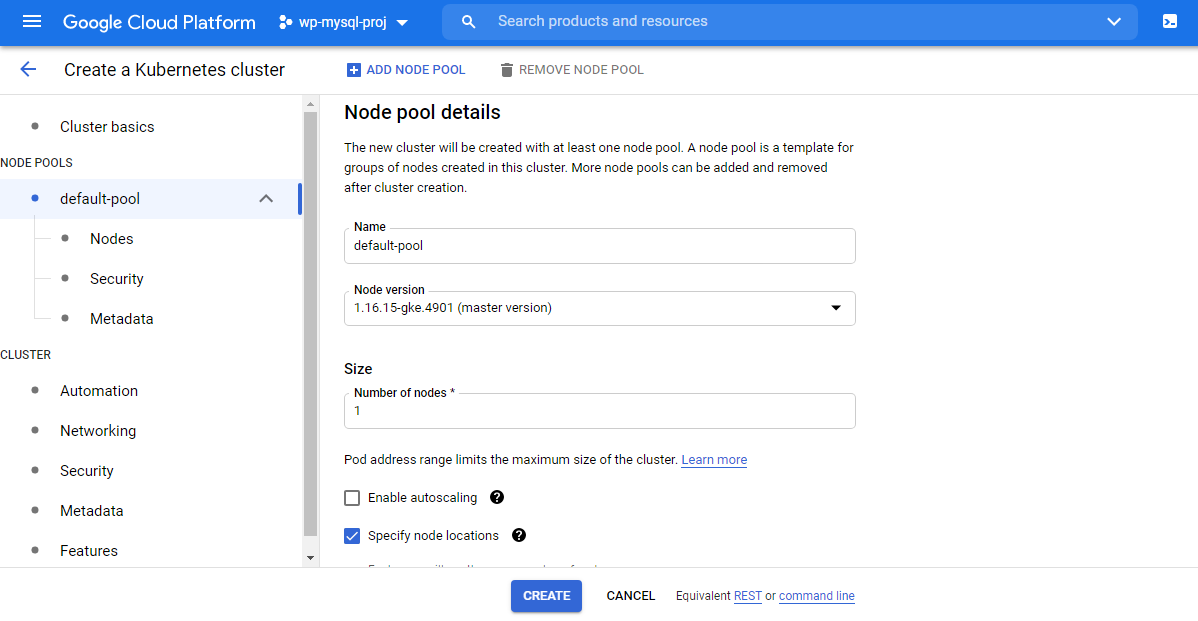 Google Cloud Platform
wp-mysql-proj
Search products and resources
Create a Kubernetes cluster
ADD NODE POOL
REMOVE NODE POOL
Cluster basics
NODE POOLS
default-pool
Nodes
Security
Metadata
CLUSTER
Automation
Networking
Security
Metadata
Features
Node pool details
The new cluster will be created with at least one node pool. A node pool is a template for
groups of nodes created in this cluster. More node pools can be added and removed
after cluster creation.
Name
default-pool
Node version
1.16.15-gke.4901 (master version)
Size
Number of nodes *
1
Pod address range limits the maximum size of the cluster. Learn more
Enable autoscaling
Specify node locations
CREATE
CANCEL
Equivalent REST or command line